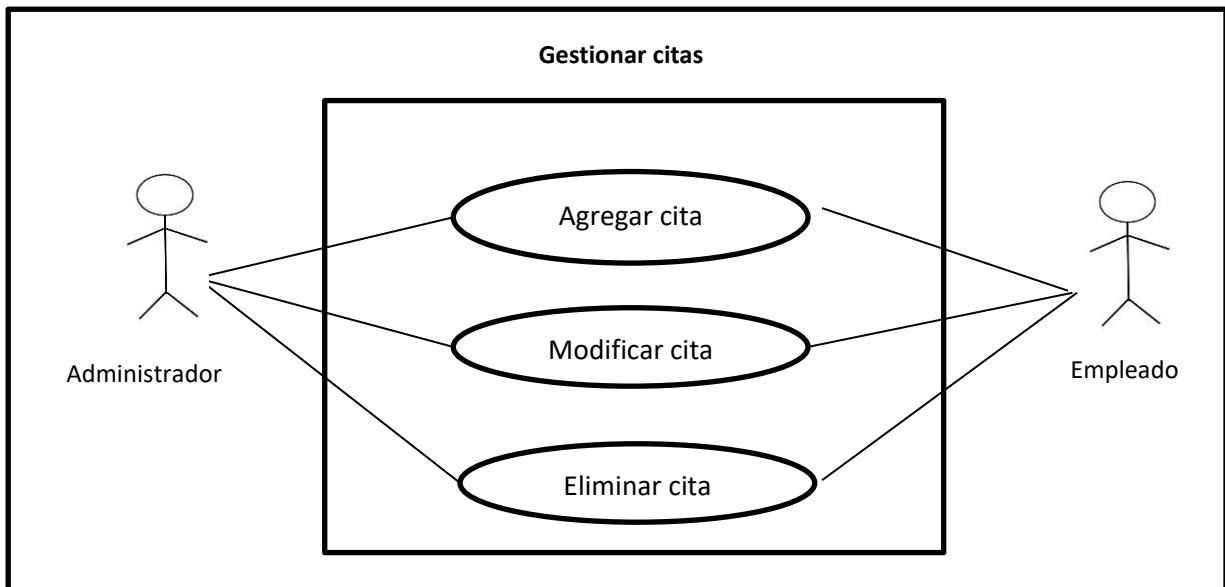 Gestionar citas
Agregar cita
Modificar cita
Administrador
Empleado
Eliminar cita